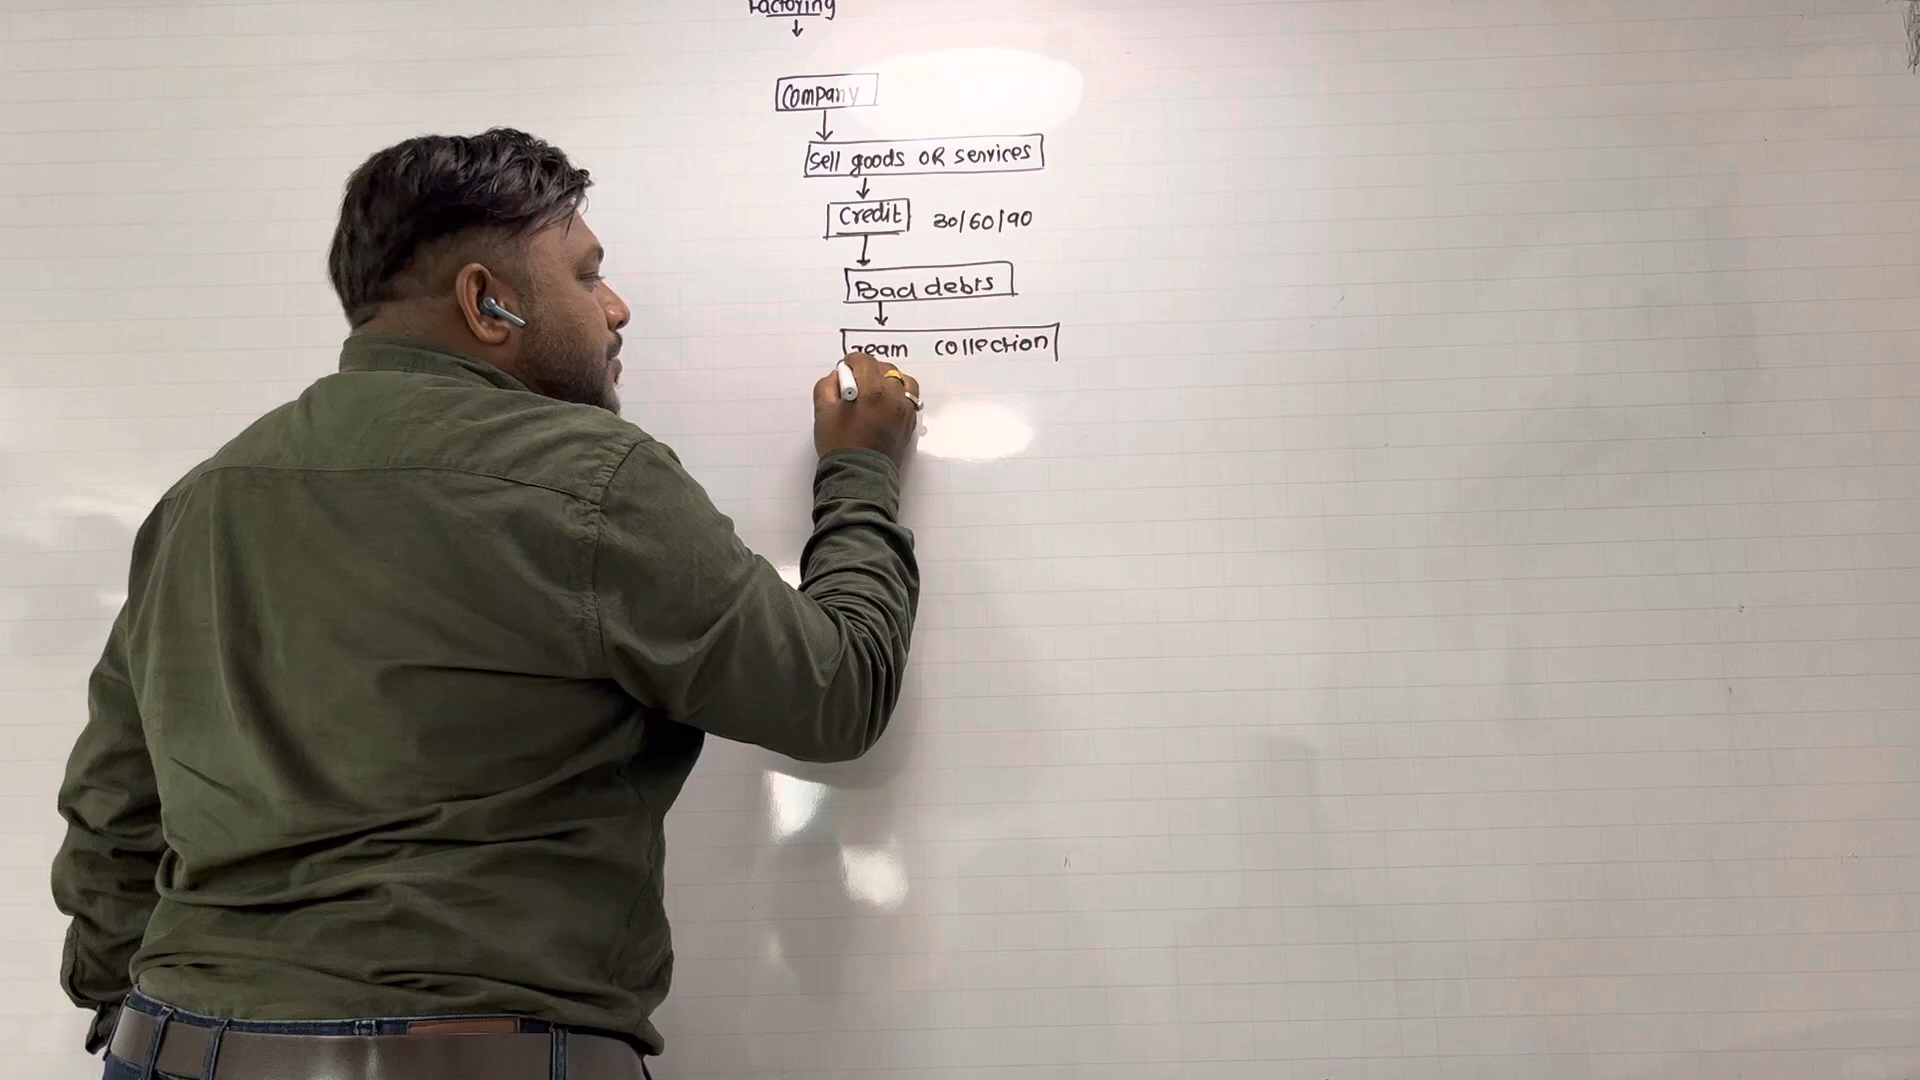 Factoring
Company
Sell goods OR services
Credit 30/60/90
Bad debts
Team collection